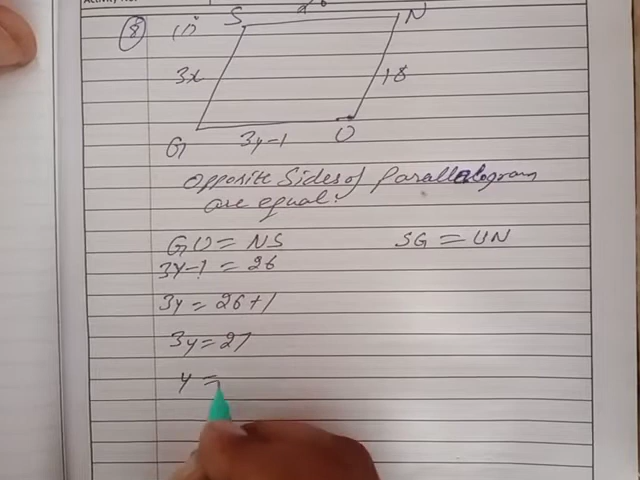 8 (i) S 26 N
3x 18
G 3y-1 U
Opposite Sides of Parallelogram
are equal.
GU = NS SG = UN
3y-1 = 26
3y = 26+1
3y = 27
y =